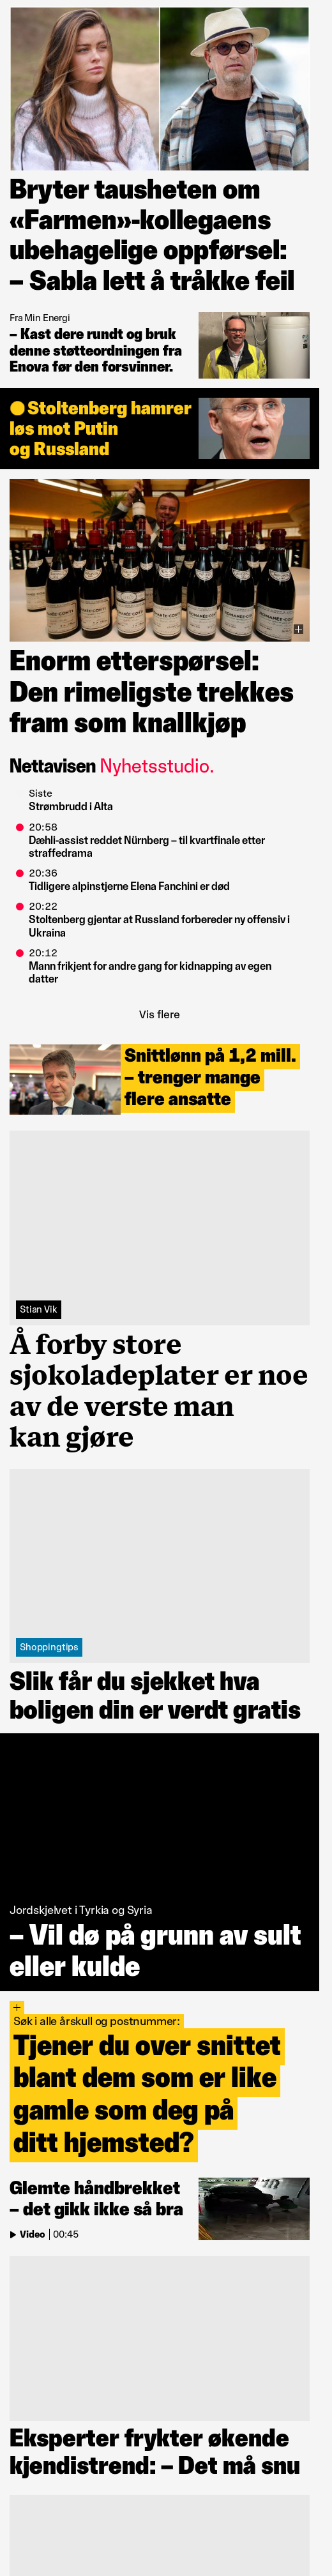 Bryter tausheten om
«Farmen»-kollegaens
ubehagelige oppførsel:
– Sabla lett å tråkke feil
Fra Min Energi
– Kast dere rundt og bruk
denne støtteordningen fra
Enova før den forsvinner.
Stoltenberg hamrer
løs mot Putin
og Russland
Enorm etterspørsel:
Den rimeligste trekkes
fram som knallkjøp
Nettavisen Nyhetsstudio.
Siste
Strømbrudd i Alta
20:58
Dæhli-assist reddet Nürnberg – til kvartfinale etter
straffedrama
20:36
Tidligere alpinstjerne Elena Fanchini er død
20:22
Stoltenberg gjentar at Russland forbereder ny offensiv i
Ukraina
20:12
Mann frikjent for andre gang for kidnapping av egen
datter
Vis flere
Snittlønn på 1,2 mill.
– trenger mange
flere ansatte
Stian Vik
Å forby store
sjokoladeplater er noe
av de verste man
kan gjøre
Shoppingtips
Slik får du sjekket hva
boligen din er verdt gratis
Jordskjelvet i Tyrkia og Syria
– Vil dø på grunn av sult
eller kulde
Søk i alle årskull og postnummer:
Tjener du over snittet
blant dem som er like
gamle som deg på
ditt hjemsted?
Glemte håndbrekket
– det gikk ikke så bra
Video | 00:45
Eksperter frykter økende
kjendistrend: – Det må snu